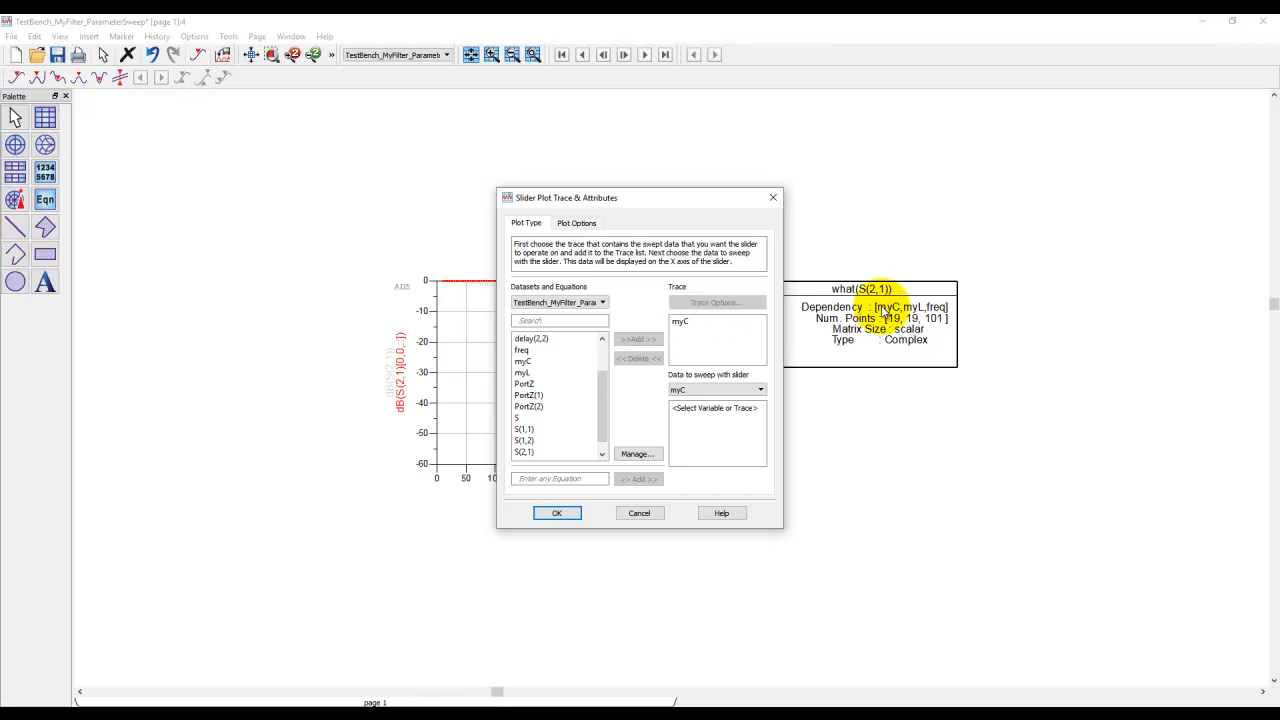 TestBench_MyFilter_ParameterSweep* [page 1]:4
File Edit View Insert Marker History Options Tools Page Window Help
TestBench_MyFilter_Paramet
Palette
1234
5678
Eqn
A
ADS
0
-10
-20
-30
-40
-50
-60
0 50 10
dB(S(2,1))
dB(S(2,1)[0,0,::])
Slider Plot Trace & Attributes
Plot Type Plot Options
First choose the trace that contains the swept data that you want the slider
to operate on and add it to the Trace list. Next choose the data to sweep
with the slider. This data will be displayed on the X axis of the slider.
Datasets and Equations
TestBench_MyFilter_Para
Search
delay(2,2)
freq
myC
myL
PortZ
PortZ(1)
PortZ(2)
S
S(1,1)
S(1,2)
S(2,1)
Enter any Equation
>>Add >>
<< Delete <<
Manage...
>> Add >>
Trace
Trace Options...
myC
Data to sweep with slider
myC
<Select Variable or Trace>
OK Cancel Help
what(S(2,1))
Dependency : [myC,myL,freq]
Num. Points : [19, 19, 101 ]
Matrix Size : scalar
Type : Complex
page 1